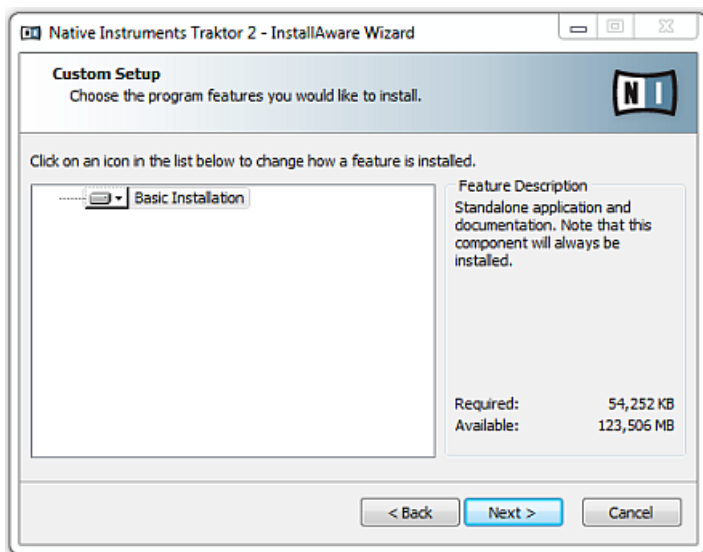 Native Instruments Traktor 2 - InstallAware Wizard
Custom Setup
Choose the program features you would like to install.
NI
Click on an icon in the list below to change how a feature is installed.
Basic Installation
Feature Description
Standalone application and
documentation. Note that this
component will always be
installed.
Required: 54,252 KB
Available: 123,506 MB
< Back
Next >
Cancel